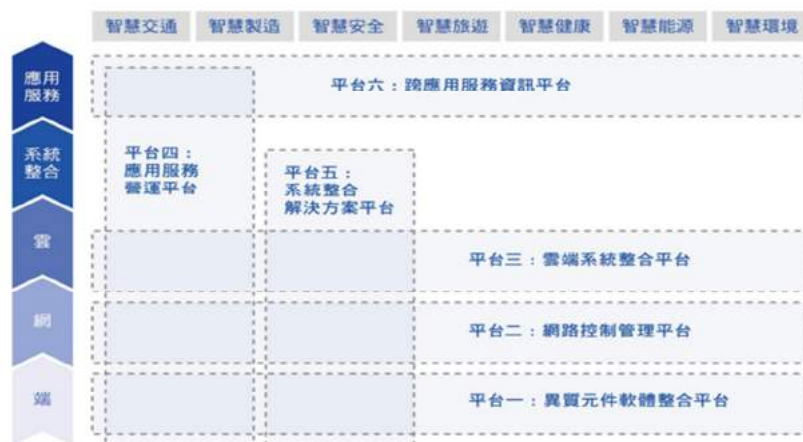 智慧交通 智慧製造 智慧安全 智慧旅遊 智慧健康 智慧能源 智慧環境
應用
服務
平台六：跨應用服務資訊平台
系統
整合
平台四：
應用服務
營運平台
平台五：
系統整合
解決方案平台
雲
平台三：雲端系統整合平台
網
平台二：網路控制管理平台
端
平台一：異質元件軟體整合平台